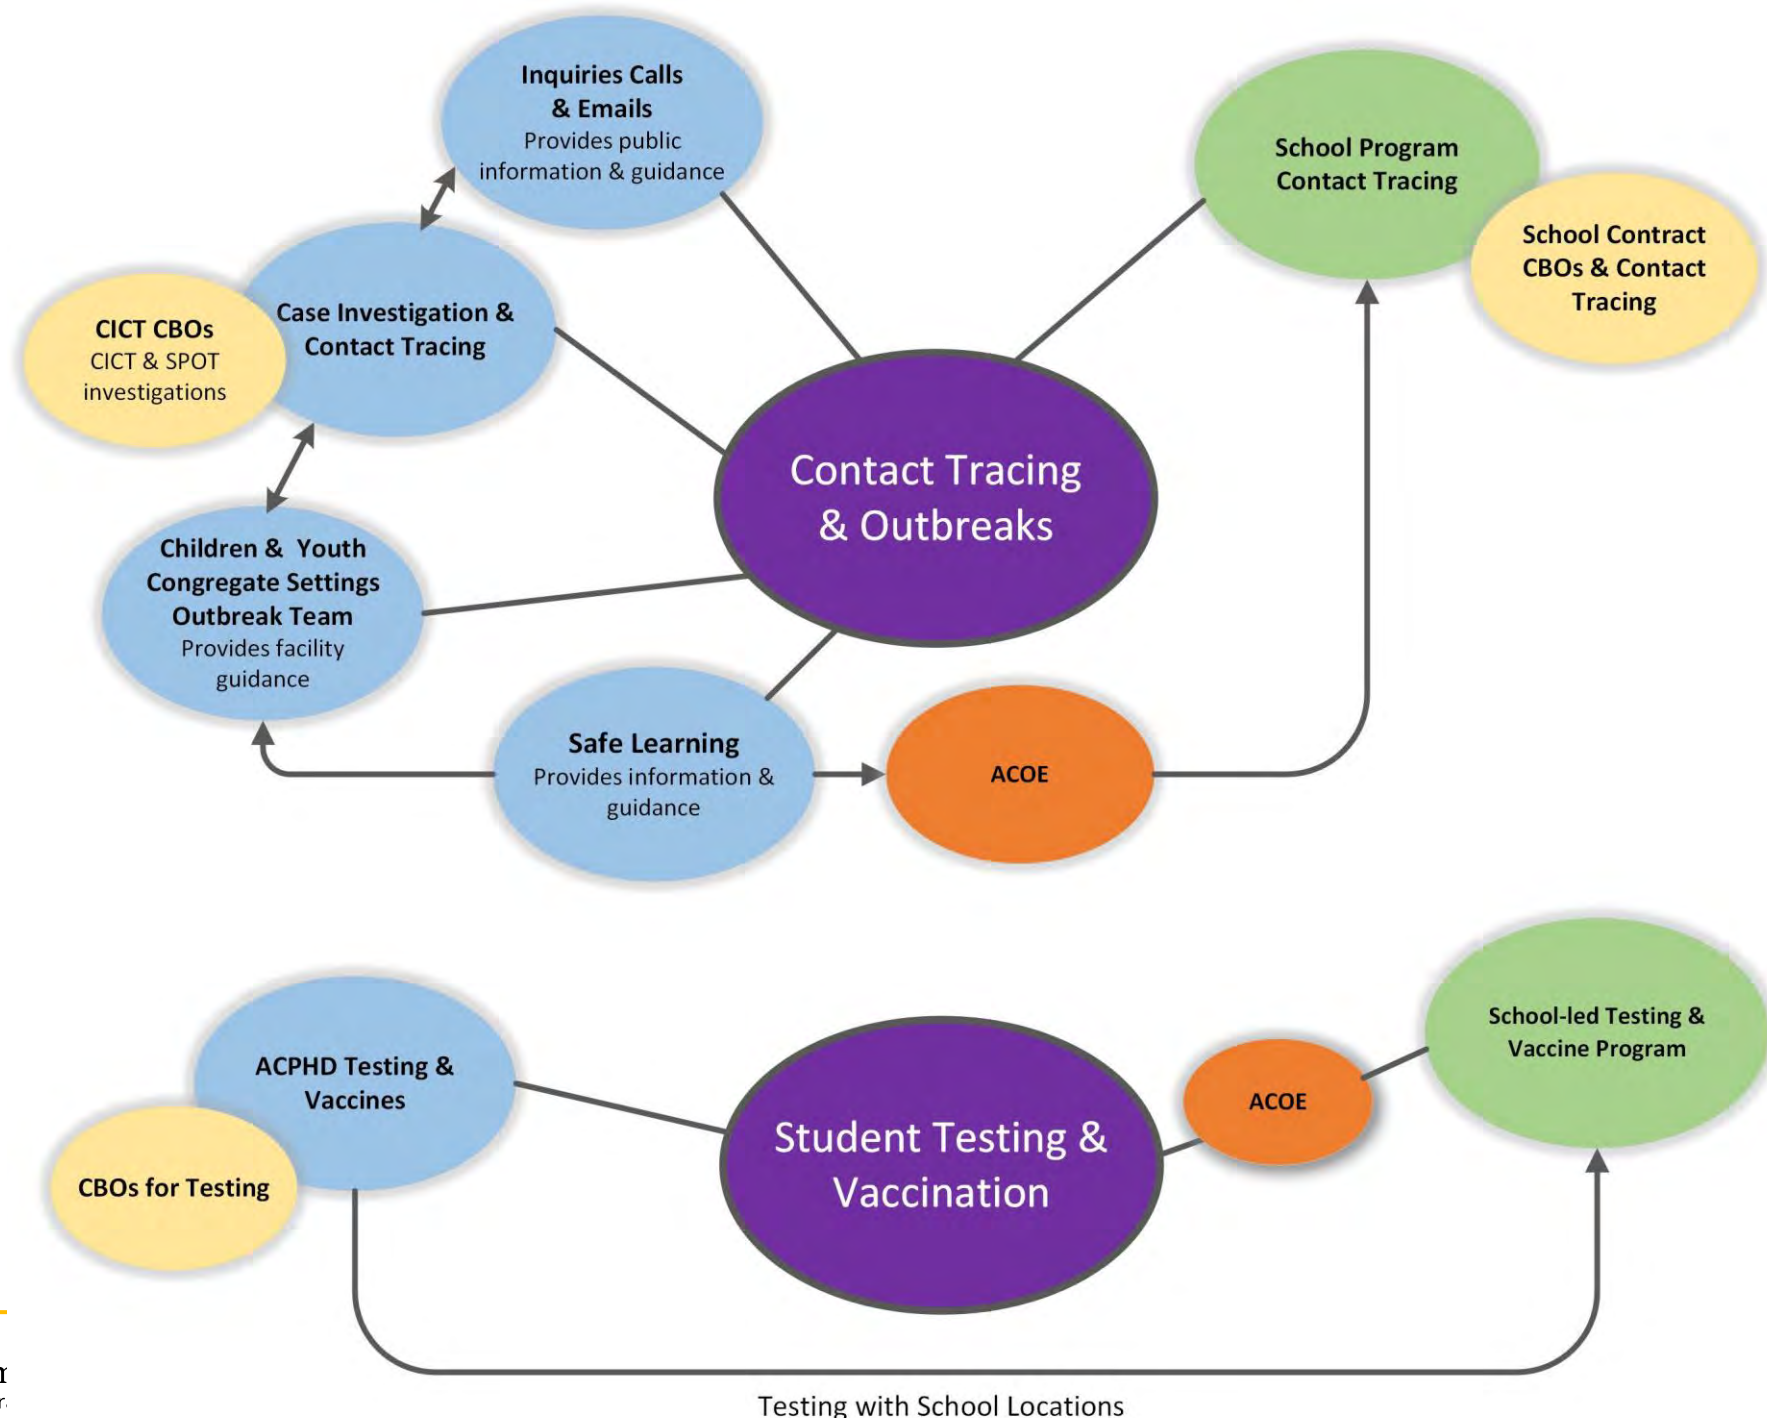 Inquiries Calls
& Emails
Provides public
information & guidance
School Program
Contact Tracing
School Contract
CBOs & Contact
Tracing
Case Investigation &
Contact Tracing
CICT CBOs
CICT & SPOT
investigations
Contact Tracing
& Outbreaks
Children & Youth
Congregate Settings
Outbreak Team
Provides facility
guidance
Safe Learning
Provides information &
guidance
ACOE
ACPHD Testing &
Vaccines
CBOs for Testing
Student Testing &
Vaccination
ACOE
School-led Testing &
Vaccine Program
Testing with School Locations